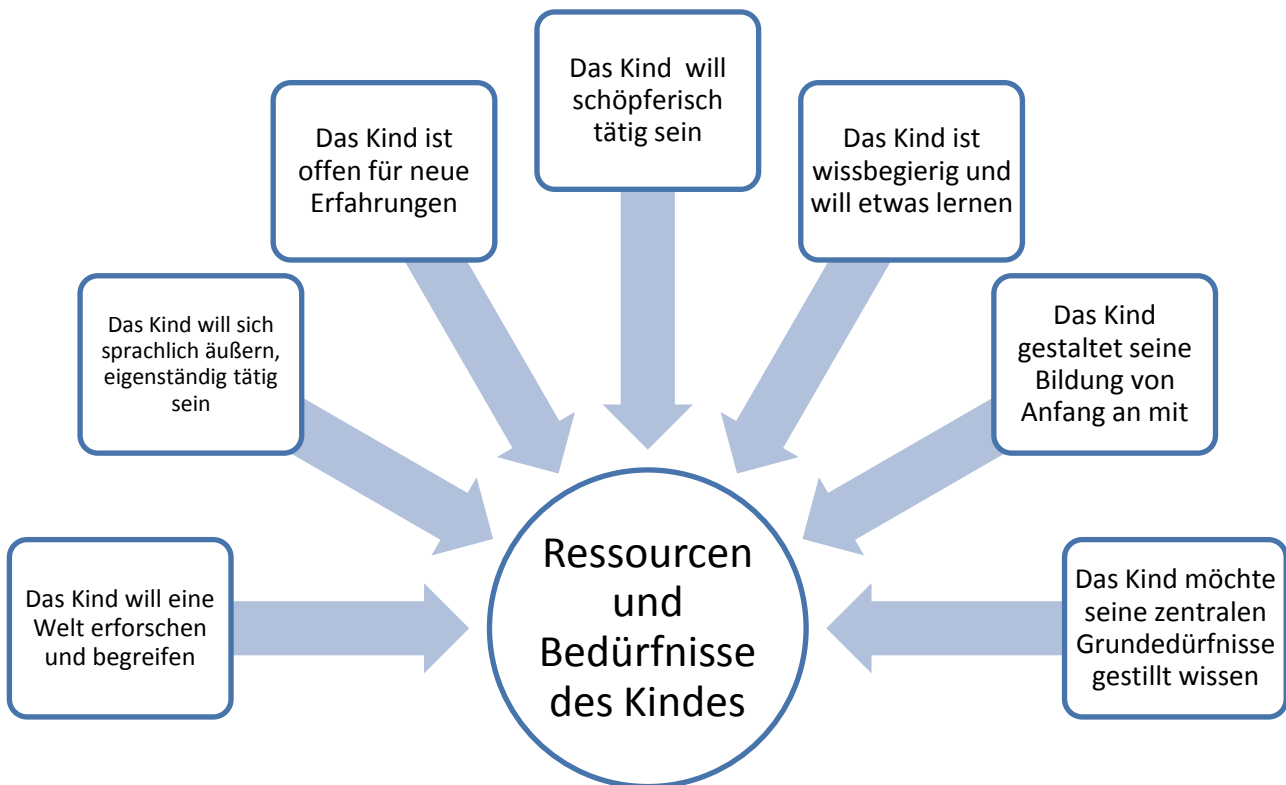 Das Kind will eine
Welt erforschen
und begreifen
Das Kind will sich
sprachlich äußern,
eigenständig tätig
sein
Das Kind ist
offen für neue
Erfahrungen
Das Kind will
schöpferisch
tätig sein
Das Kind ist
wissbegierig und
will etwas lernen
Das Kind
gestaltet seine
Bildung von
Anfang an mit
Das Kind möchte
seine zentralen
Grundedürfnisse
gestillt wissen
Ressourcen
und
Bedürfnisse
des Kindes